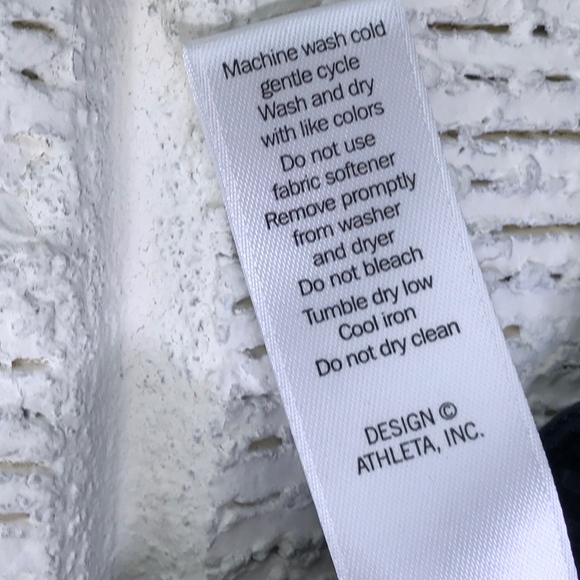 Machine wash cold
gentle cycle
Wash and dry
with like colors
Do not use
fabric softener
Remove promptly
from washer
and dryer
Do not bleach
Tumble dry low
Cool iron
Do not dry clean
DESIGN ©
ATHLETA, INC.